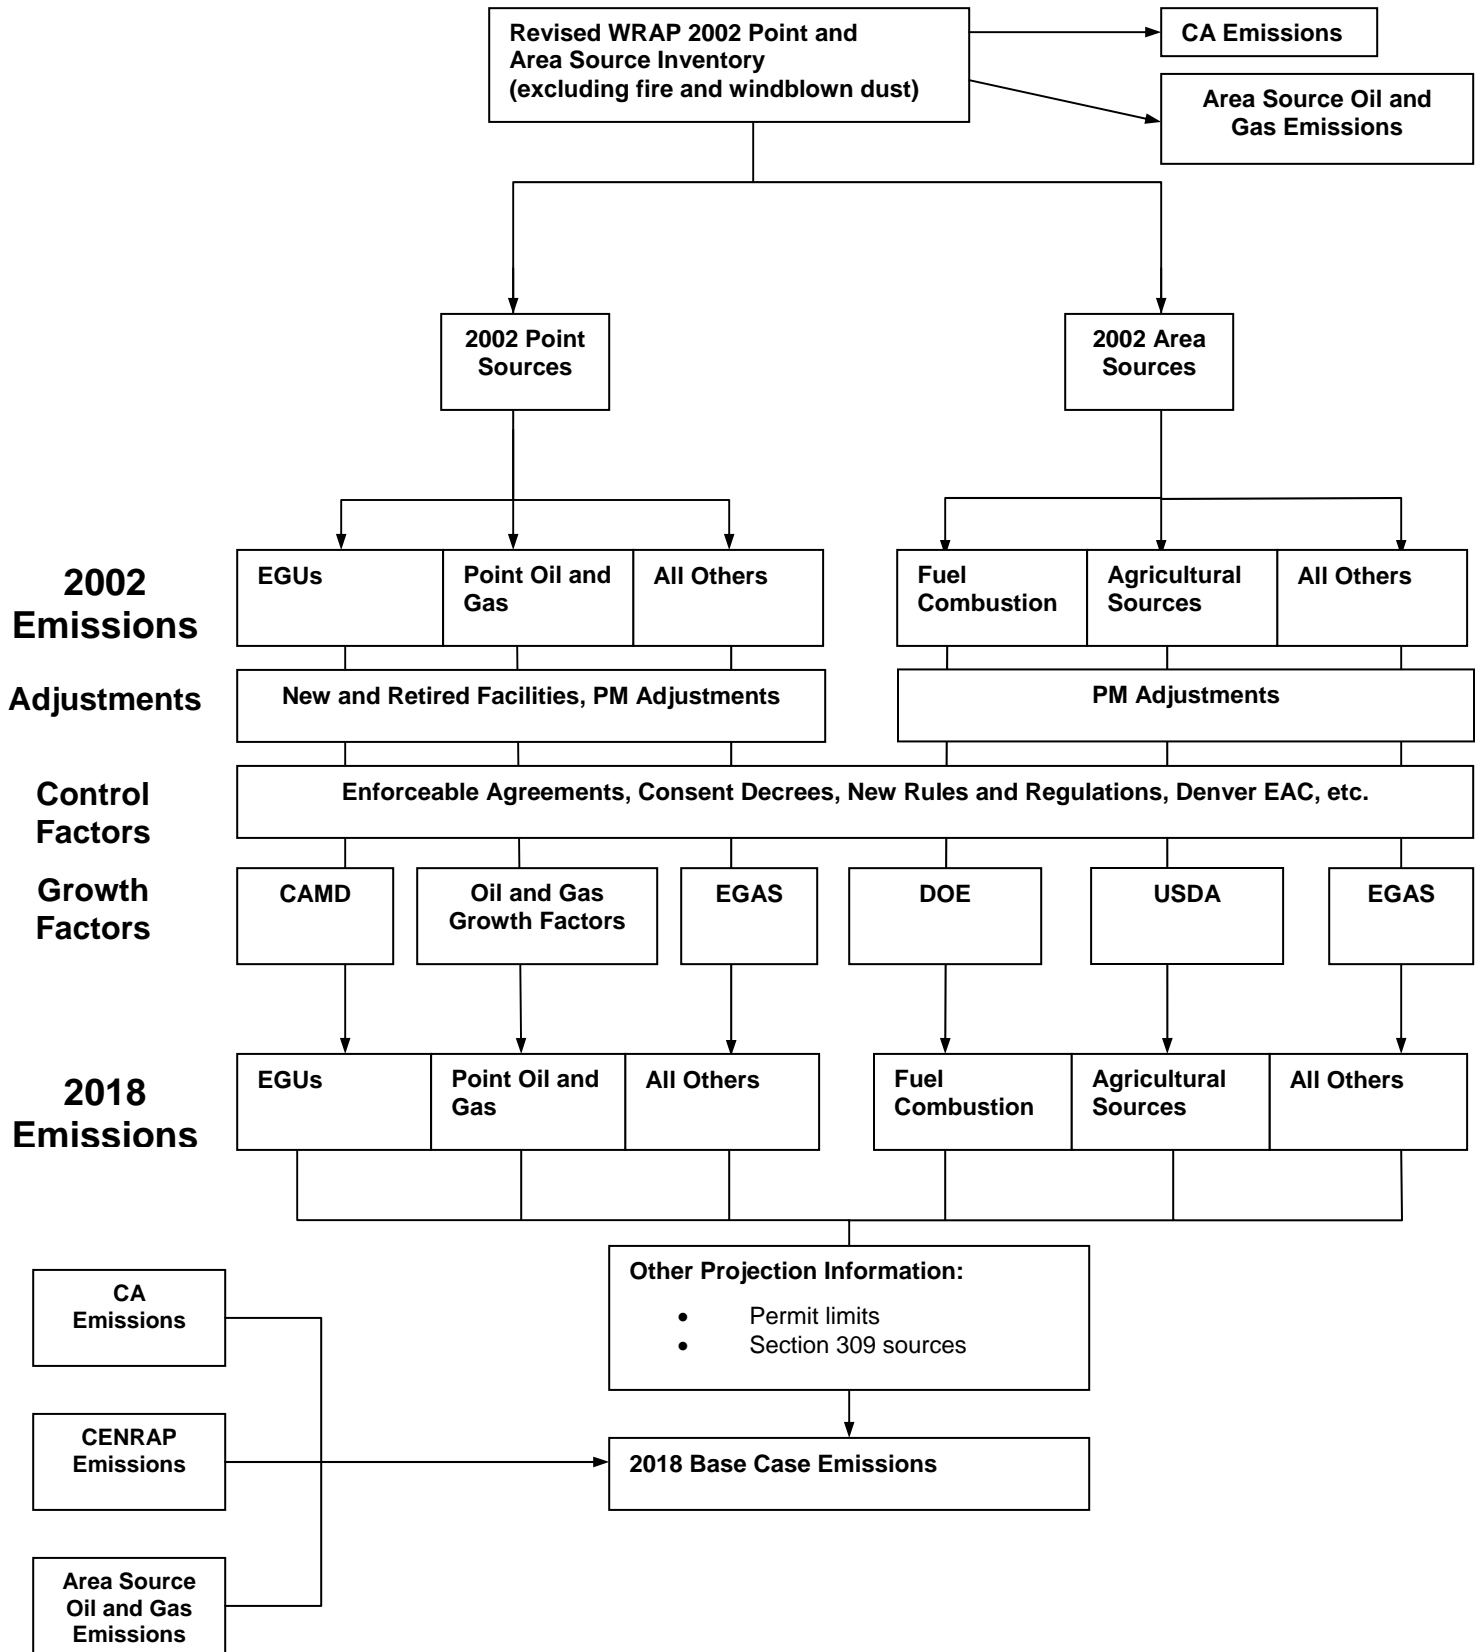 Revised WRAP 2002 Point and
Area Source Inventory
(excluding fire and windblown dust)
CA Emissions
Area Source Oil and
Gas Emissions
2002 Point
Sources
2002 Area
Sources
2002
Emissions
EGUs
Point Oil and
Gas
All Others
Fuel
Combustion
Agricultural
Sources
All Others
Adjustments
New and Retired Facilities, PM Adjustments
PM Adjustments
Control
Factors
Enforceable Agreements, Consent Decrees, New Rules and Regulations, Denver EAC, etc.
Growth
Factors
CAMD
Oil and Gas
Growth Factors
EGAS
DOE
USDA
EGAS
2018
Emissions
EGUs
Point Oil and
Gas
All Others
Fuel
Combustion
Agricultural
Sources
All Others
Other Projection Information:
• Permit limits
• Section 309 sources
CA
Emissions
CENRAP
Emissions
2018 Base Case Emissions
Area Source
Oil and Gas
Emissions